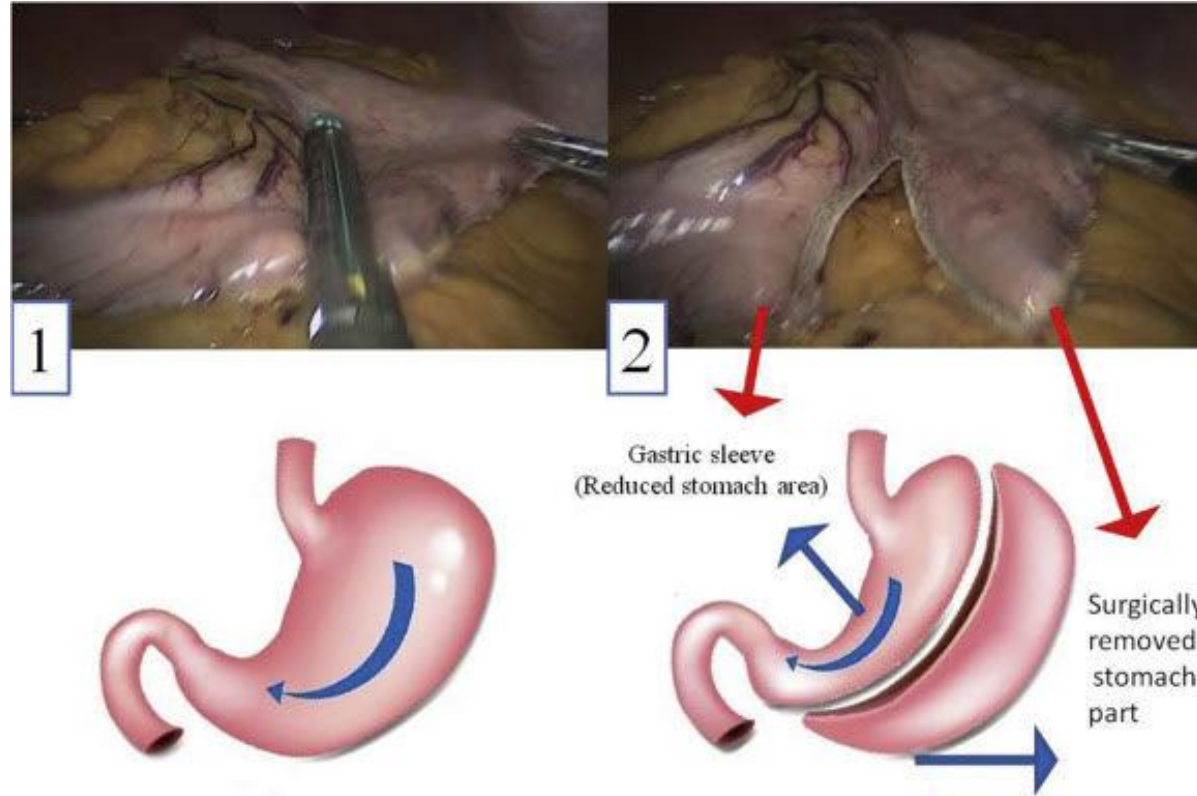 1
2
Gastric sleeve
(Reduced stomach area)
Surgically
removed
stomach
part